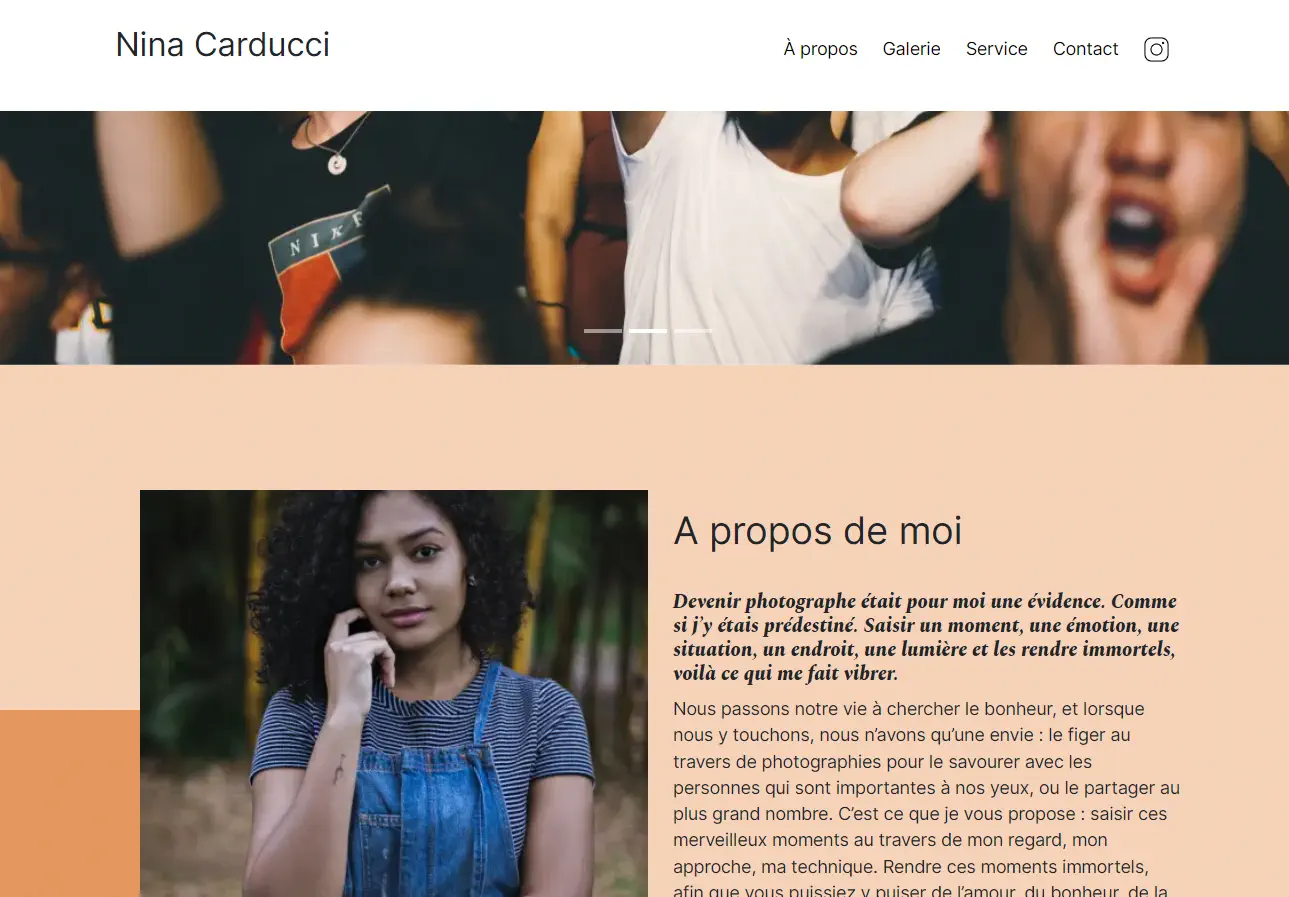 Nina Carducci
À propos Galerie Service Contact
NIKE
A propos de moi
Devenir photographe était pour moi une évidence. Comme
si j’y étais prédestiné. Saisir un moment, une émotion, une
situation, un endroit, une lumière et les rendre immortels,
voilà ce qui me fait vibrer.
Nous passons notre vie à chercher le bonheur, et lorsque
nous y touchons, nous n’avons qu’une envie : le figer au
travers de photographies pour le savourer avec les
personnes qui sont importantes à nos yeux, ou le partager au
plus grand nombre. C’est ce que je vous propose : saisir ces
merveilleux moments au travers de mon regard, mon
approche, ma technique. Rendre ces moments immortels,
afin que vous puissiez y puiser de l’amour, du bonheur, de la